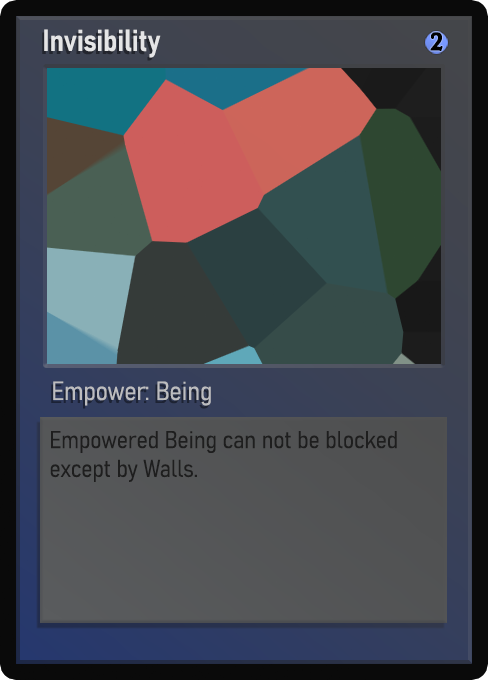 Invisibility 2
Empower: Being
Empowered Being can not be blocked
except by Walls.